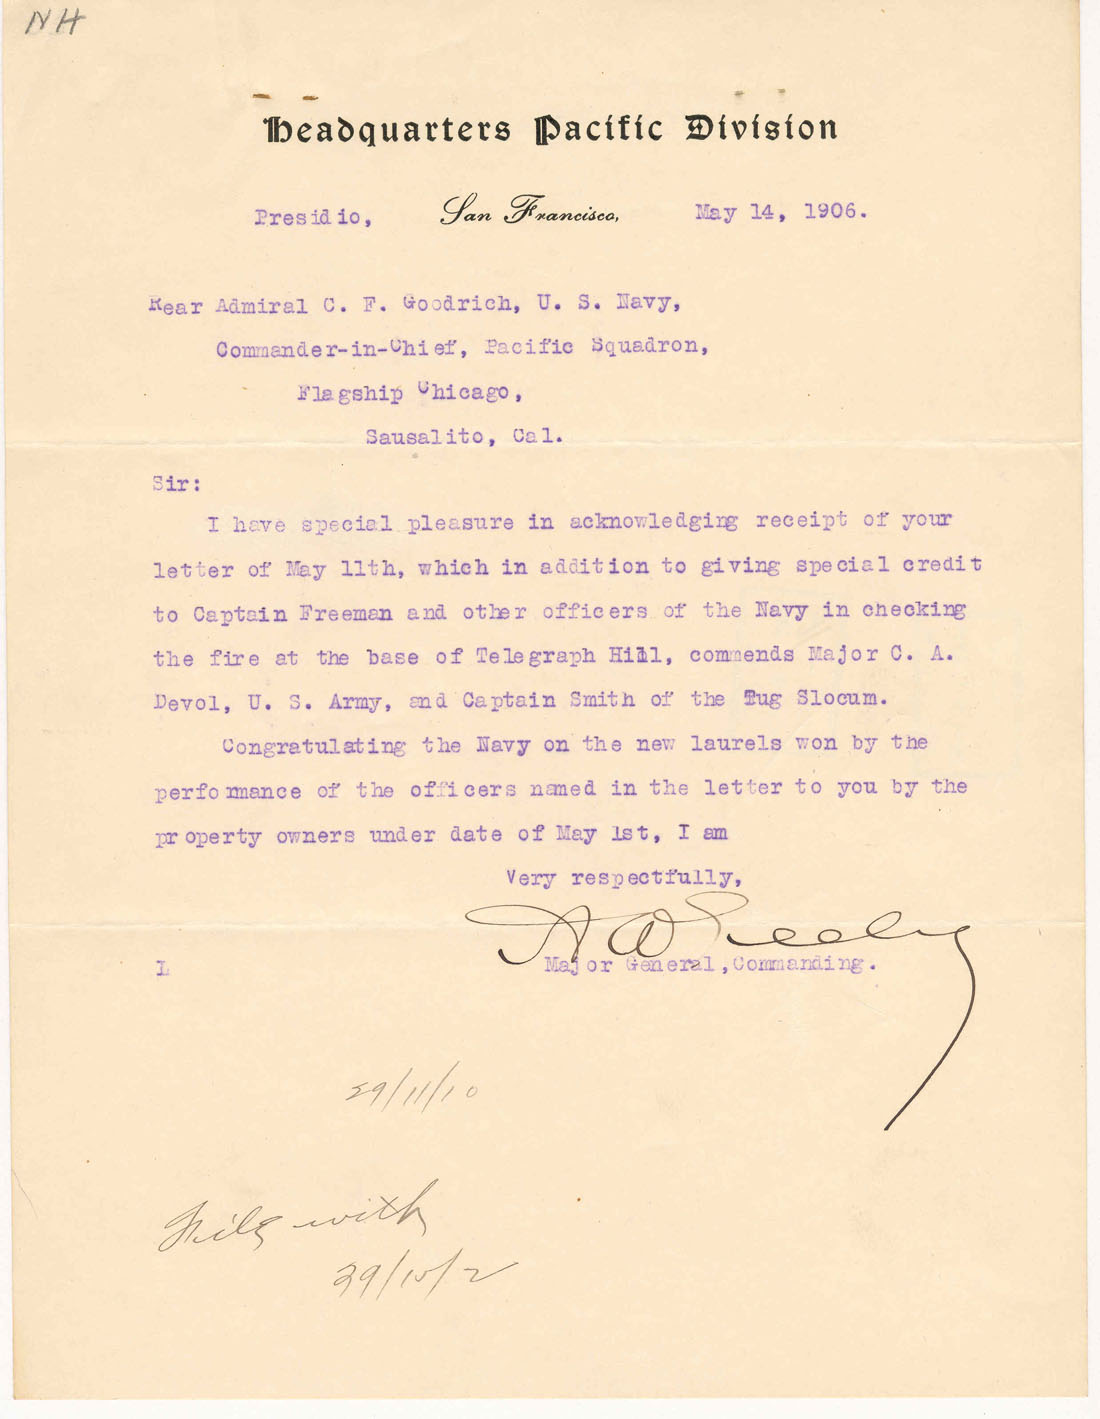 NH
Headquarters Pacific Division
Presidio, San Francisco, May 14, 1906.
Rear Admiral C. F. Goodrich, U. S. Navy,
Commander-in-Chief, Pacific Squadron,
Flagship Chicago,
Sausalito, Cal.
Sir:
I have special pleasure in acknowledging receipt of your
letter of May 11th, which in addition to giving special credit
to Captain Freeman and other officers of the Navy in checking
the fire at the base of Telegraph Hill, commends Major C. A.
Devol, U. S. Army, and Captain Smith of the Tug Slocum.
Congratulating the Navy on the new laurels won by the
performance of the officers named in the letter to you by the
property owners under date of May 1st, I am
Very respectfully,
A W Greely
Major General, Commanding.
L
29/11/10
File with
29/10/2